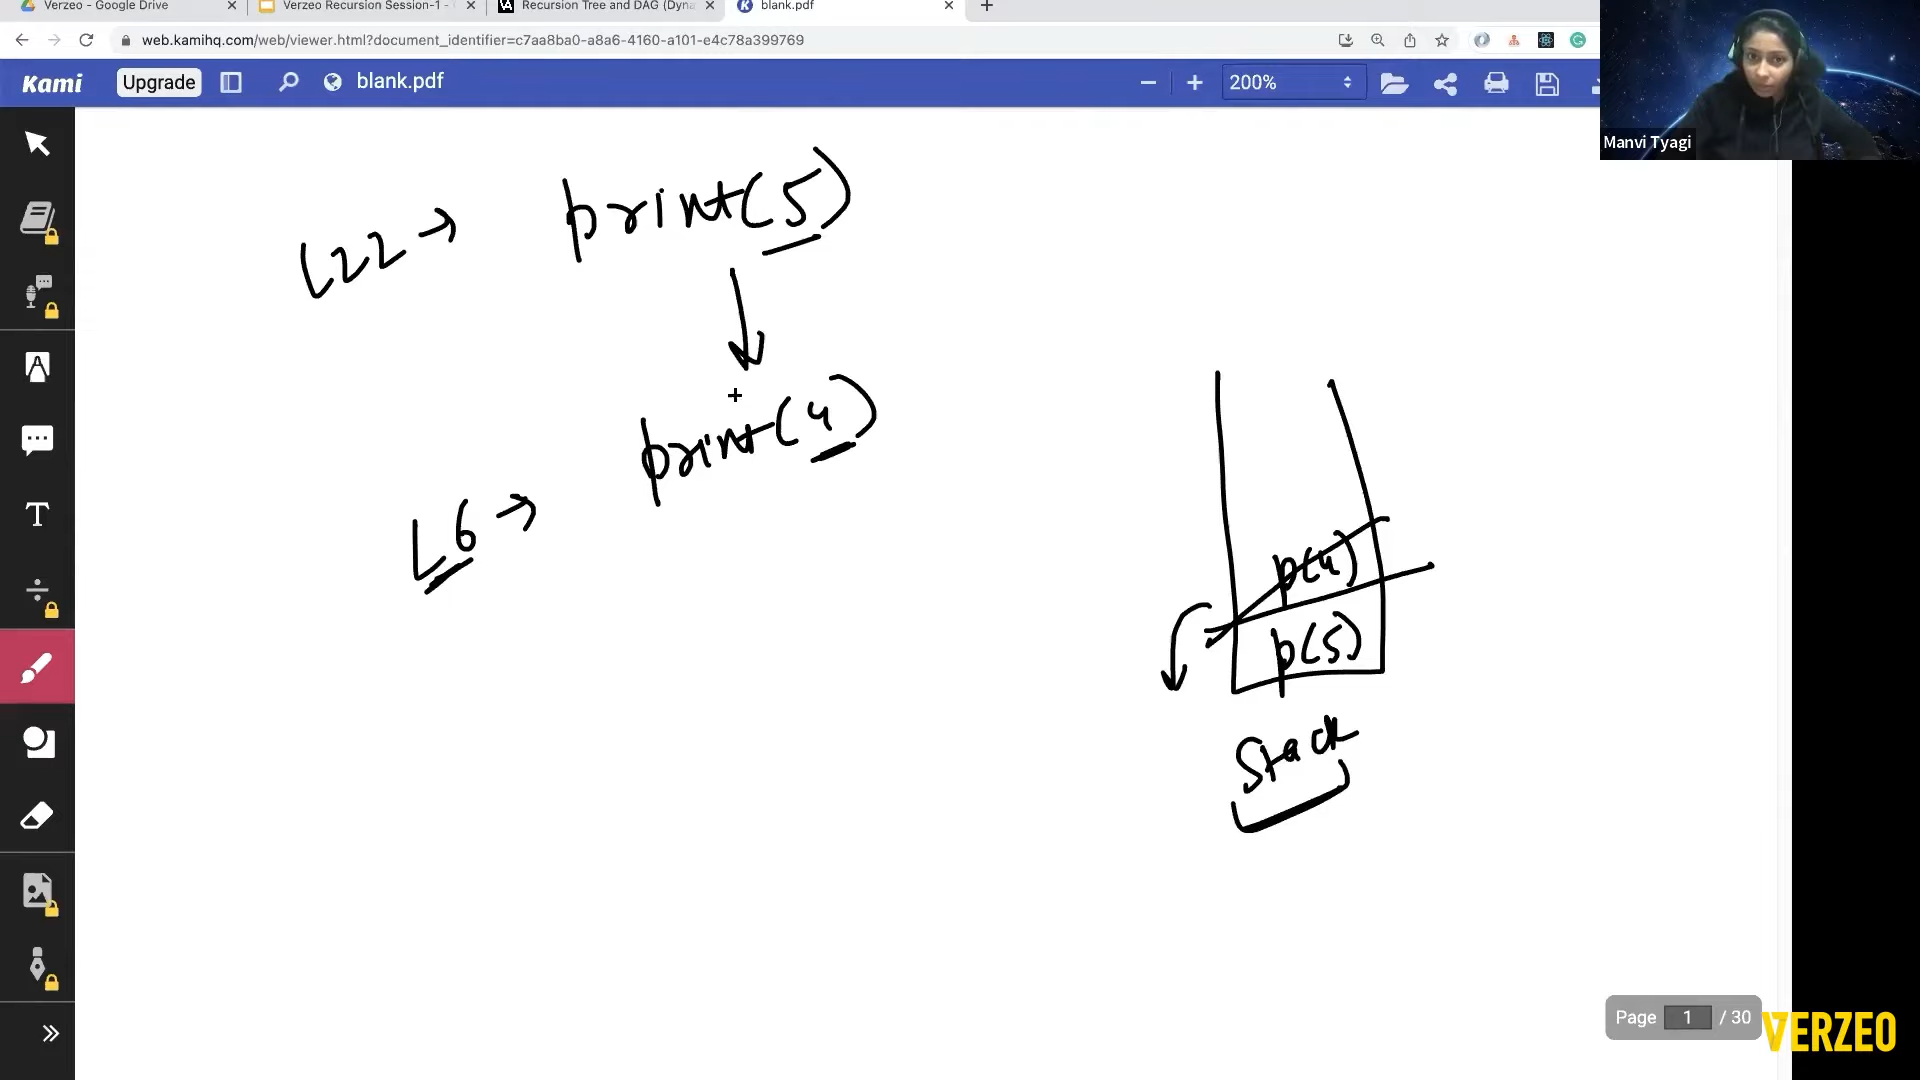 Verzeo - Google Drive
Verzeo Recursion Session-1 -
Recursion Tree and DAG (Dyna
blank.pdf
web.kamihq.com/web/viewer.html?document_identifier=c7aa8ba0-a8a6-4160-a101-e4c78a399769
Kami
Upgrade
blank.pdf
200%
Manvi Tyagi
L22 → print(5)
print(4)
L6 →
p(4)
p(5)
Stack
Page 1 / 30
VERZEO